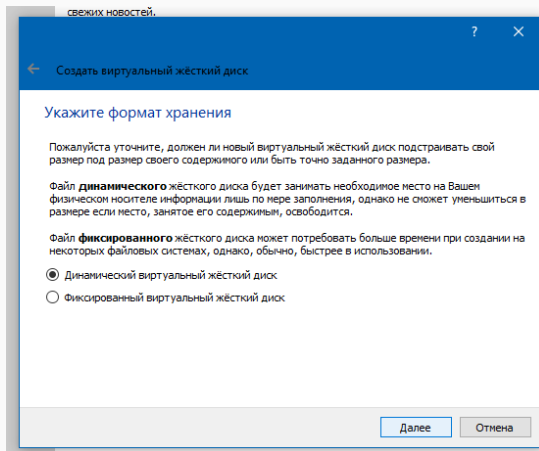 свежих новостей.
?
Создать виртуальный жёсткий диск
Укажите формат хранения
Пожалуйста уточните, должен ли новый виртуальный жёсткий диск подстраивать свой
размер под размер своего содержимого или быть точно заданного размера.
Файл динамического жёсткого диска будет занимать необходимое место на Вашем
физическом носителе информации лишь по мере заполнения, однако не сможет уменьшиться в
размере если место, занятое его содержимым, освободится.
Файл фиксированного жёсткого диска может потребовать больше времени при создании на
некоторых файловых системах, однако, обычно, быстрее в использовании.
Динамический виртуальный жёсткий диск
Фиксированный виртуальный жёсткий диск
Далее
Отмена